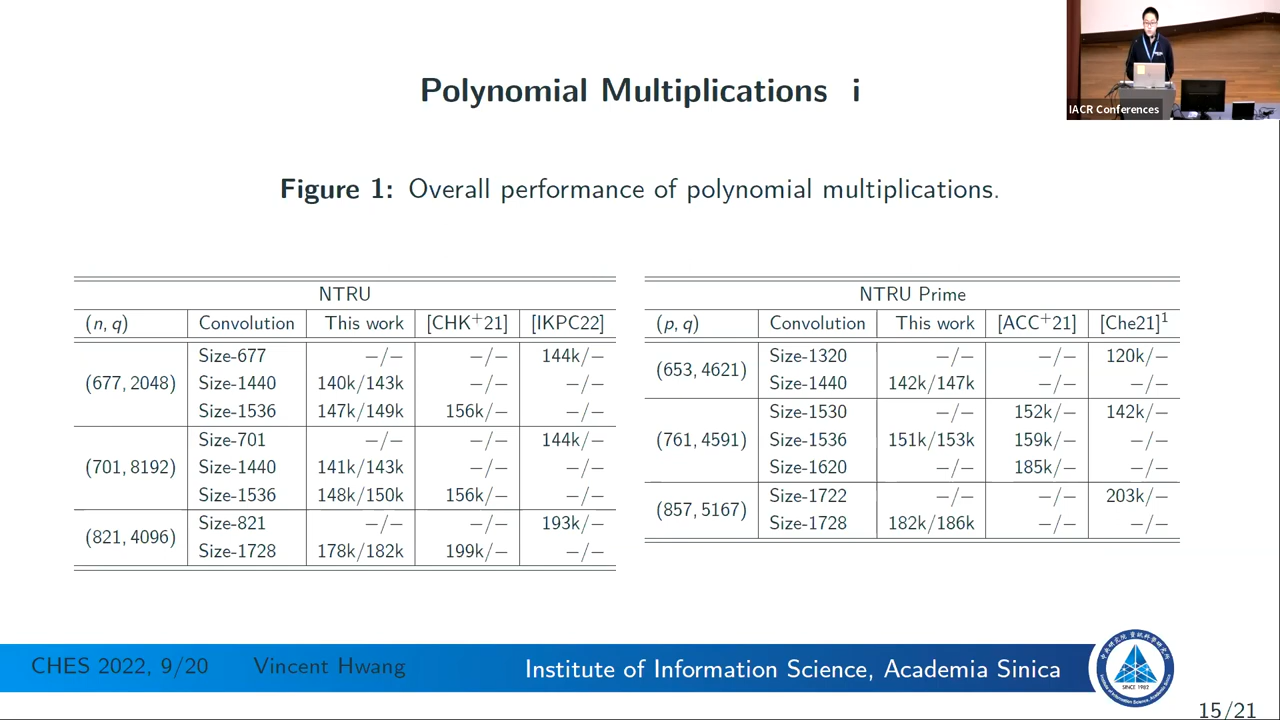 IACR Conferences
Polynomial Multiplications i
Figure 1: Overall performance of polynomial multiplications.
NTRU
(n, q) Convolution This work [CHK+21] [IKPC22]
(677, 2048)
Size-677 −/− −/− 144k/−
Size-1440 140k/143k −/− −/−
Size-1536 147k/149k 156k/− −/−
(701, 8192)
Size-701 −/− −/− 144k/−
Size-1440 141k/143k −/− −/−
Size-1536 148k/150k 156k/− −/−
(821, 4096)
Size-821 −/− −/− 193k/−
Size-1728 178k/182k 199k/− −/−
NTRU Prime
(p, q) Convolution This work [ACC+21] [Che21]1
(653, 4621)
Size-1320 −/− −/− 120k/−
Size-1440 142k/147k −/− −/−
(761, 4591)
Size-1530 −/− 152k/− 142k/−
Size-1536 151k/153k 159k/− −/−
Size-1620 −/− 185k/− −/−
(857, 5167)
Size-1722 −/− −/− 203k/−
Size-1728 182k/186k −/− −/−
CHES 2022, 9/20 Vincent Hwang Institute of Information Science, Academia Sinica
SINCE 1982
15/21